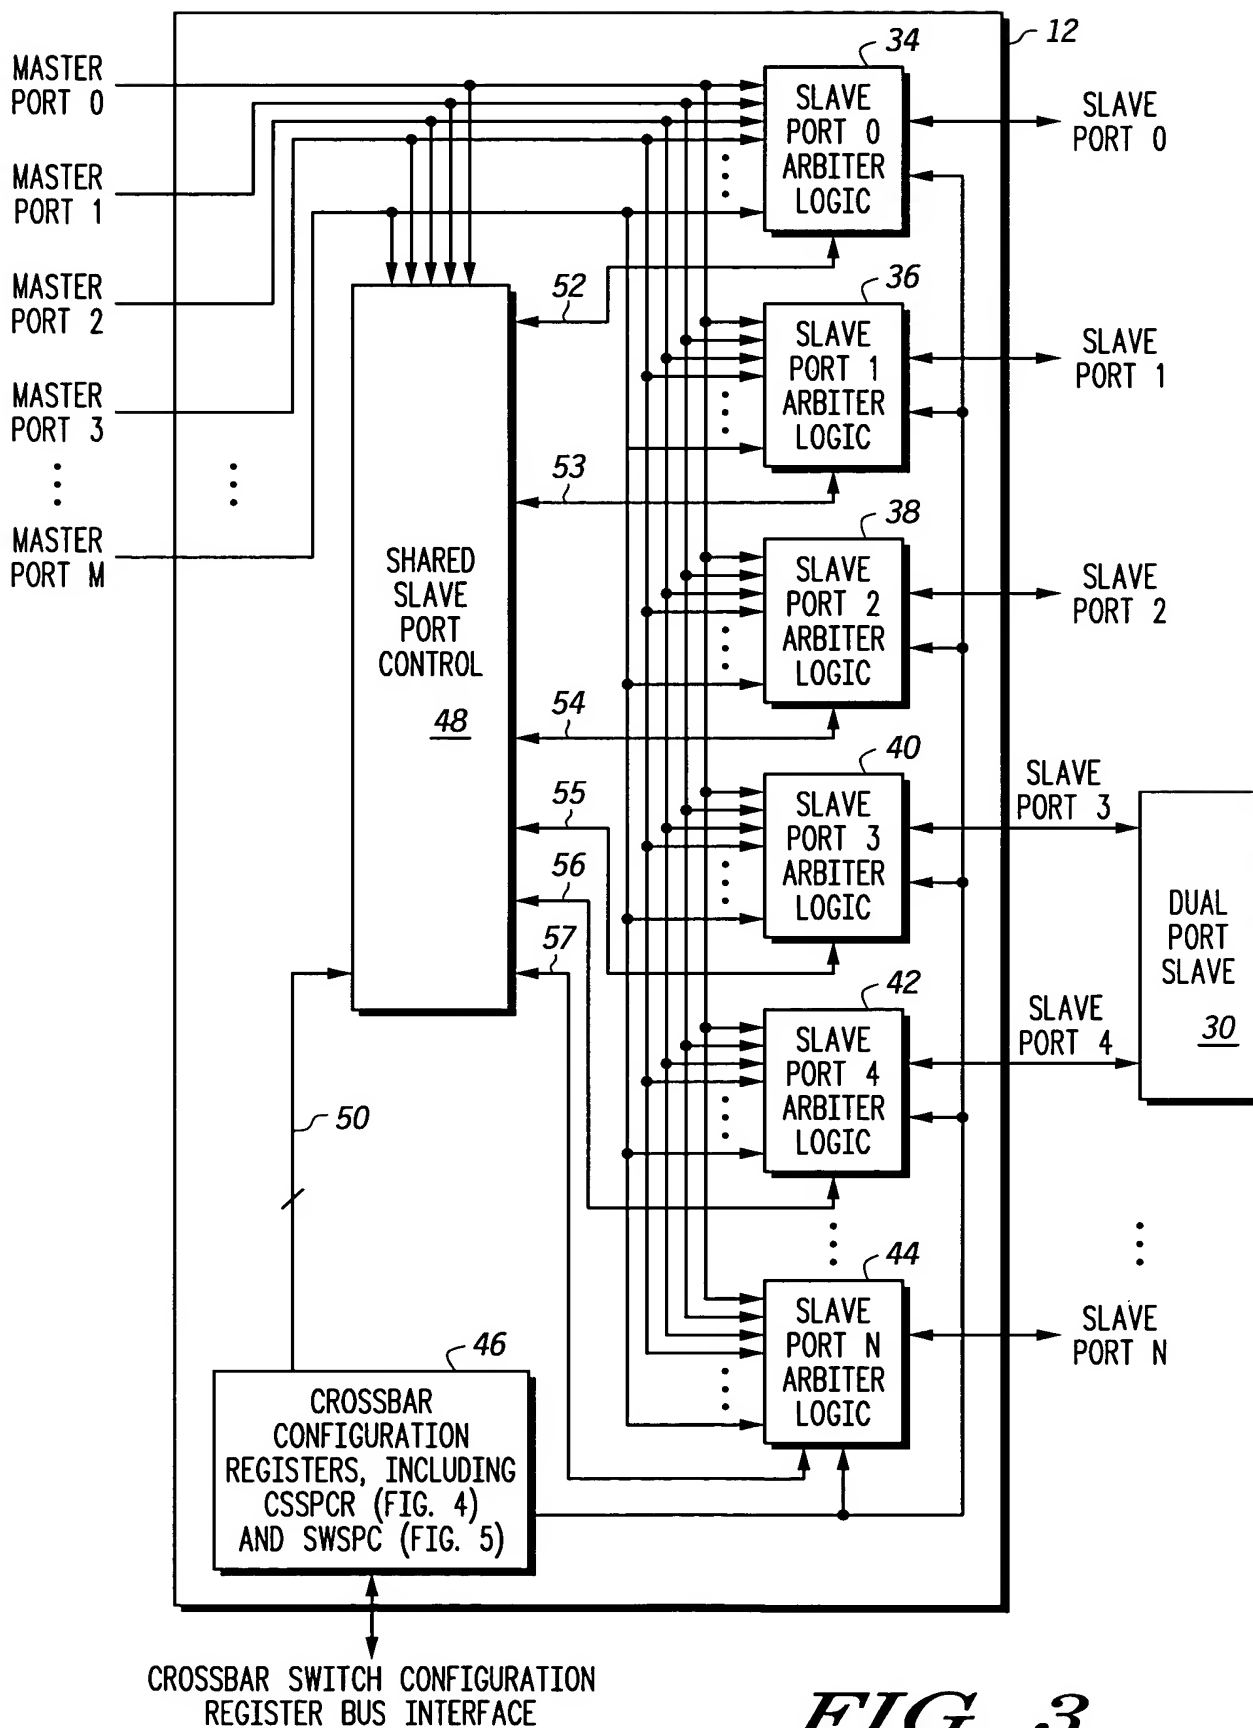 12
MASTER
PORT 0
MASTER
PORT 1
MASTER
PORT 2
MASTER
PORT 3
MASTER
PORT M
34
SLAVE
PORT 0
ARBITER
LOGIC
SLAVE
PORT 0
36
SLAVE
PORT 1
ARBITER
LOGIC
SLAVE
PORT 1
38
SLAVE
PORT 2
ARBITER
LOGIC
SLAVE
PORT 2
40
SLAVE
PORT 3
ARBITER
LOGIC
SLAVE
PORT 3
42
SLAVE
PORT 4
ARBITER
LOGIC
SLAVE
PORT 4
DUAL
PORT
SLAVE
30
44
SLAVE
PORT N
ARBITER
LOGIC
SLAVE
PORT N
SHARED
SLAVE
PORT
CONTROL
48
52
53
54
55
56
57
50
46
CROSSBAR
CONFIGURATION
REGISTERS, INCLUDING
CSSPCR (FIG. 4)
AND SWSPC (FIG. 5)
CROSSBAR SWITCH CONFIGURATION
REGISTER BUS INTERFACE
FIG. 3